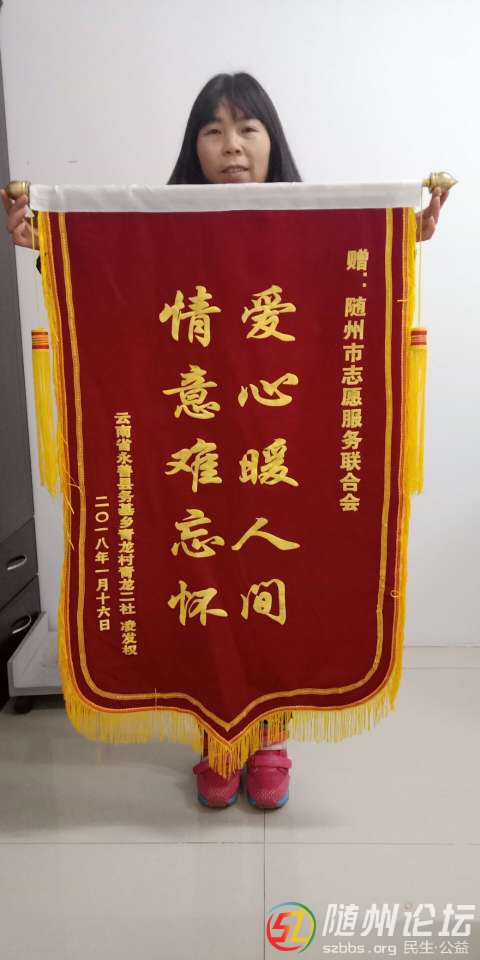 赠：随州市志愿服务联合会
爱心暖人间
情意难忘怀
云南省永善县务基乡青龙村青龙二社 凌发权
二〇一八年一月十六日
随州论坛
szbbs.org 民生·公益